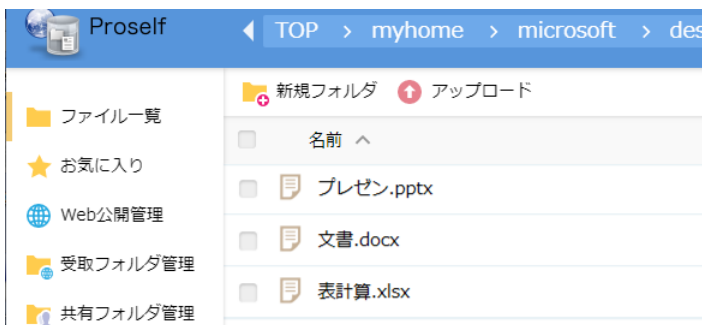 Proself
TOP > myhome > microsoft > des
新規フォルダ アップロード
ファイル一覧
お気に入り
Web公開管理
受取フォルダ管理
共有フォルダ管理
名前
プレゼン.pptx
文書.docx
表計算.xlsx